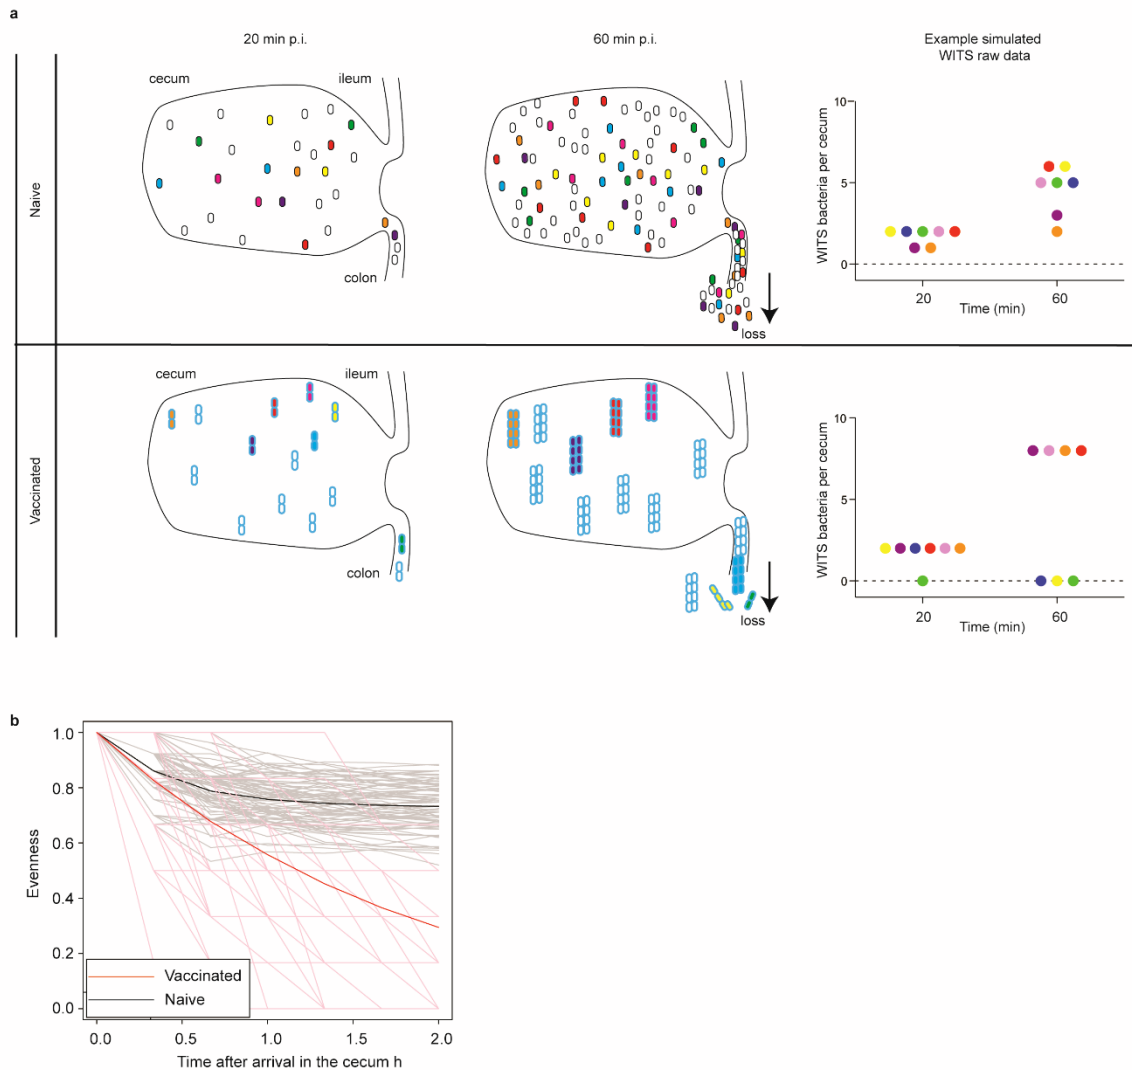 a
20 min p.i.
60 min p.i.
Example simulated
WITS raw data
Naive
cecum
ileum
colon
loss
WITS bacteria per cecum
10
5
0
20
60
Time (min)
Vaccinated
cecum
ileum
colon
loss
WITS bacteria per cecum
10
5
0
20
60
Time (min)
b
Evenness
1.0
0.8
0.6
0.4
0.2
0.0
Vaccinated
Naive
0.0 0.5 1.0 1.5 2.0
Time after arrival in the cecum h